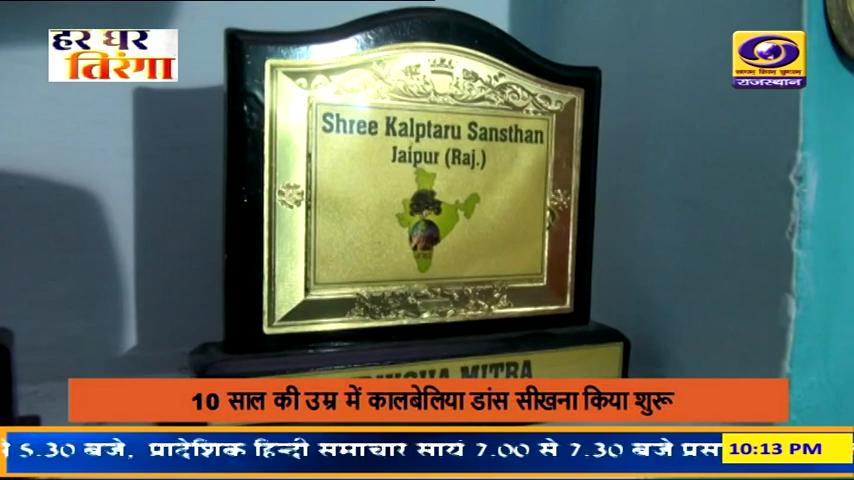 हर घर
तिरंगा
राजस्थान
Shree Kalptaru Sansthan
Jaipur (Raj.)
MITRA
10 साल की उम्र में कालबेलिया डांस सीखना किया शुरू
5.30 बजे, प्रादेशिक हिन्दी समाचार सायं 7.00 से 7.30 बजे
10:13 PM